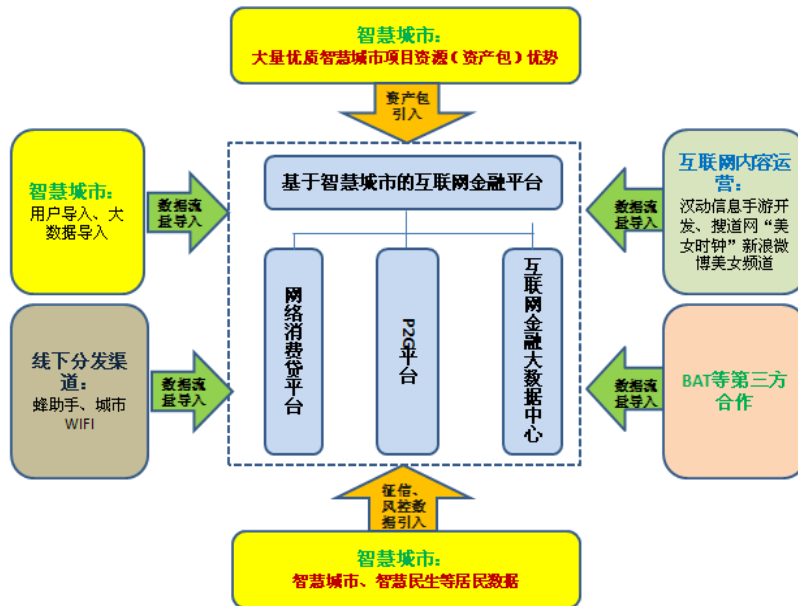 智慧城市：
大量优质智慧城市项目资源（资产包）优势
资产包
引入
智慧城市：
用户导入、大
数据导入
数据流
量导入
基于智慧城市的互联网金融平台
网络消费贷平台
P2G平台
互联网金融大数据中心
数据流
量导入
互联网内容运
营：
汉动信息手游开
发、搜道网“美
女时钟”新浪微
博美女频道
线下分发渠
道：
蜂助手、城市
WIFI
数据流
量导入
数据流
量导入
BAT等第三方
合作
征信、
风控数
据引入
智慧城市：
智慧城市、智慧民生等居民数据